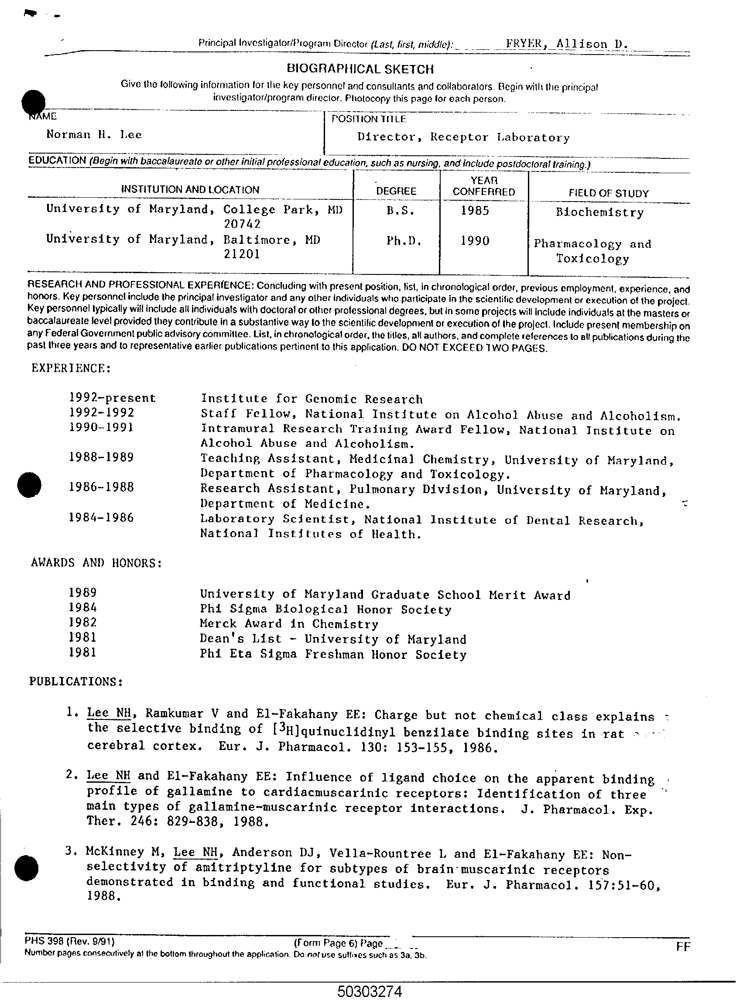 Principal Investigator/Program Director (Last, first, middle): FRYER, Allison D.
BIOGRAPHICAL SKETCH
Give the following information for the key personnel and consultants and collaborators. Begin with the principal
investigator/program director. Photocopy this page for each person.
NAME
POSITION TITLE
Norman H. Lee
Director, Receptor Laboratory
EDUCATION (Begin with baccalaureate or other initial professional education, such as nursing, and include postdoctoral training.)
INSTITUTION AND LOCATION
DEGREE
YEAR
CONFERRED
FIELD OF STUDY
University of Maryland, College Park, MD
20742
B.S.
1985
Biochemistry
University of Maryland, Baltimore, MD
21201
Ph.D.
1990
Pharmacology and
Toxicology
RESEARCH AND PROFESSIONAL EXPERIENCE: Concluding with present position, list, in chronological order, previous employment, experience, and
honors. Key personnel include the principal investigator and any other individuals who participate in the scientific development or execution of the project.
Key personnel typically will include all individuals with doctoral or other professional degrees, but in some projects will include individuals at the masters or
baccalaureate level provided they contribute in a substantive way to the scientific development or execution of the project. Include present membership on
any Federal Government public advisory committee. List, in chronological order, the titles, all authors, and complete references to all publications during the
past three years and to representative earlier publications pertinent to this application. DO NOT EXCEED TWO PAGES.
EXPERIENCE:
1992-present Institute for Genomic Research
1992-1992 Staff Fellow, National Institute on Alcohol Abuse and Alcoholism.
1990-1991 Intramural Research Training Award Fellow, National Institute on
Alcohol Abuse and Alcoholism.
1988-1989 Teaching Assistant, Medicinal Chemistry, University of Maryland,
Department of Pharmacology and Toxicology.
1986-1988 Research Assistant, Pulmonary Division, University of Maryland,
Department of Medicine.
1984-1986 Laboratory Scientist, National Institute of Dental Research,
National Institutes of Health.
AWARDS AND HONORS:
1989 University of Maryland Graduate School Merit Award
1984 Phi Sigma Biological Honor Society
1982 Merck Award in Chemistry
1981 Dean's List - University of Maryland
1981 Phi Eta Sigma Freshman Honor Society
PUBLICATIONS:
1. Lee NH, Ramkumar V and El-Fakahany EE: Charge but not chemical class explains
the selective binding of [3H]quinuclidinyl benzilate binding sites in rat
cerebral cortex. Eur. J. Pharmacol. 130: 153-155, 1986.
2. Lee NH and El-Fakahany EE: Influence of ligand choice on the apparent binding
profile of gallamine to cardiacmuscarinic receptors: Identification of three
main types of gallamine-muscarinic receptor interactions. J. Pharmacol. Exp.
Ther. 246: 829-838, 1988.
3. McKinney M, Lee NH, Anderson DJ, Vella-Rountree L and El-Fakahany EE: Non-
selectivity of amitriptyline for subtypes of brain muscarinic receptors
demonstrated in binding and functional studies. Eur. J. Pharmacol. 157:51-60,
1988.
PHS 398 (Rev. 9/91) (Form Page 6) Page FF
Number pages consecutively at the bottom throughout the application. Do not use suffixes such as 3a, 3b.
50303274